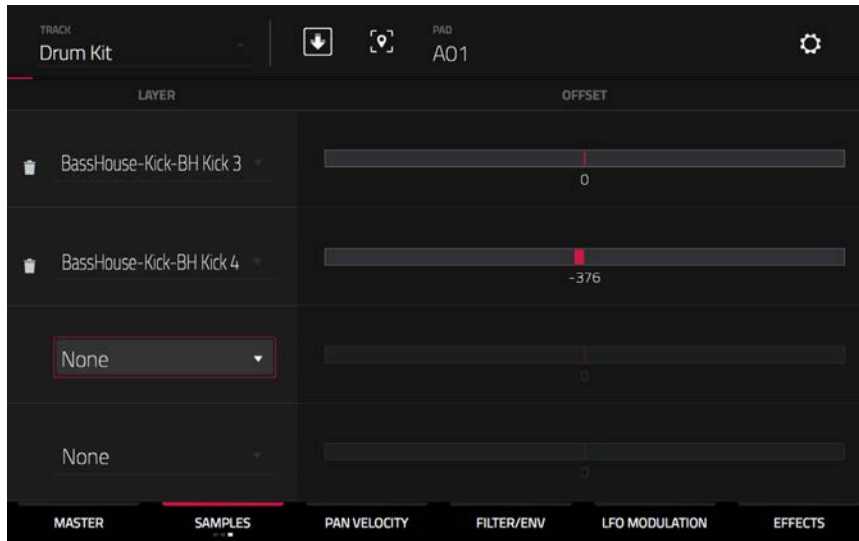 TRACK
Drum Kit
PAD
A01
LAYER
OFFSET
BassHouse-Kick-BH Kick 3
0
BassHouse-Kick-BH Kick 4
-376
None
0
None
0
MASTER SAMPLES PAN VELOCITY FILTER/ENV LFO MODULATION EFFECTS